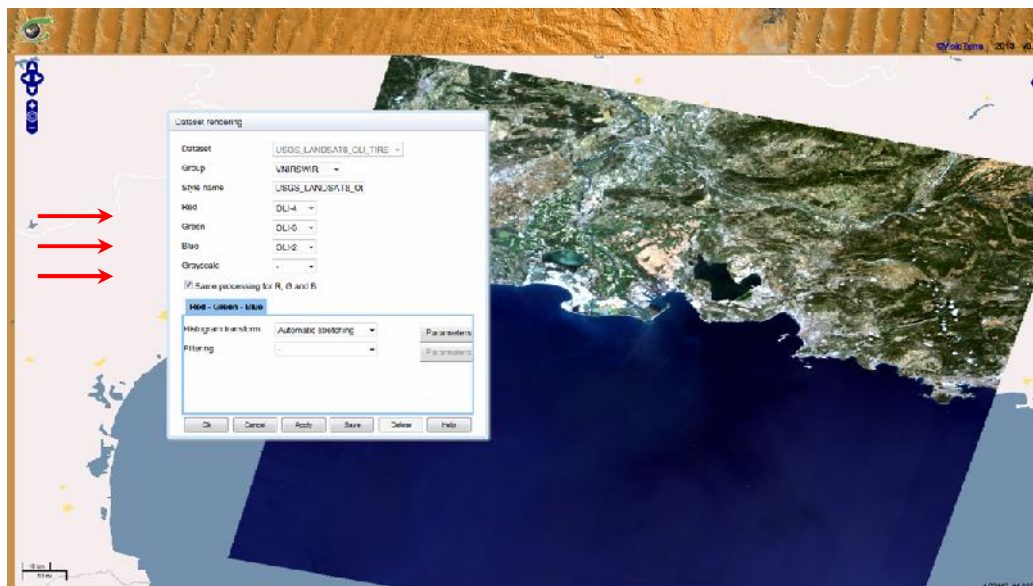 ©VisioTerra | 2013
Dataset rendering
Dataset USGS_LANDSAT8_OLI_TIRS
Group VNIRSWIR
Style name USGS_LANDSAT8_OL
Red OLI-4
Green OLI-3
Blue OLI-2
Grayscale -
Same processing for R, G and B
Red - Green - Blue
Histogram transform Automatic stretching Parameters
Filtering - Parameters
Ok Cancel Apply Save Delete Help